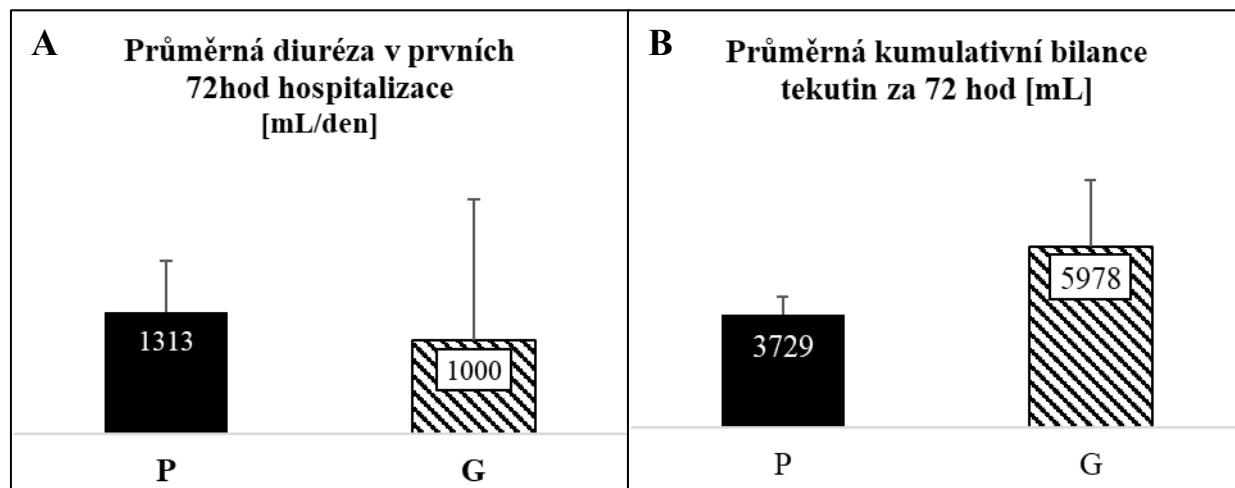 A
Průměrná diuréza v prvních
72hod hospitalizace
[mL/den]
1313
1000
P
G
B
Průměrná kumulativní bilance
tekutin za 72 hod [mL]
3729
5978
P
G